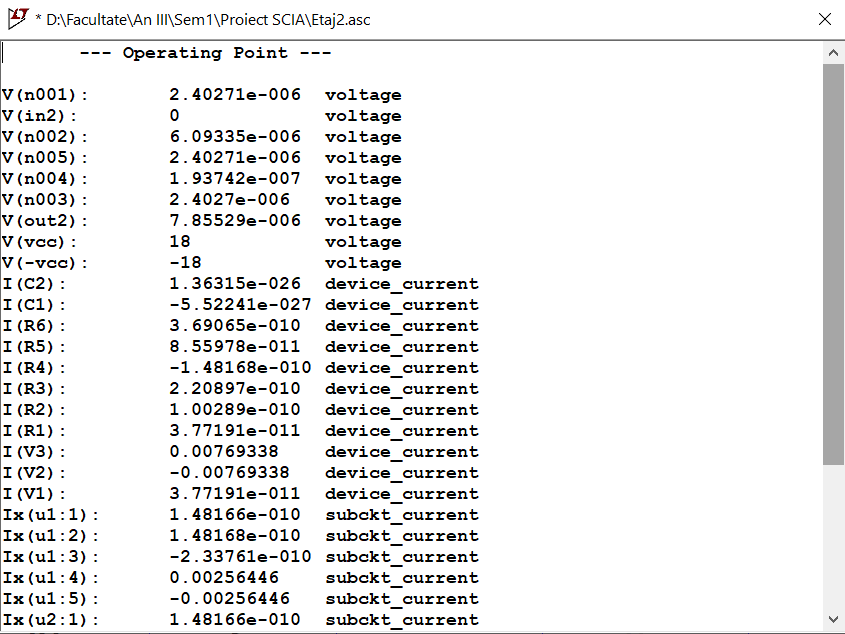 * D:\Facultate\An III\Sem1\Proiect SCIA\Etaj2.asc
--- Operating Point ---
V(n001): 2.40271e-006 voltage
V(in2): 0 voltage
V(n002): 6.09335e-006 voltage
V(n005): 2.40271e-006 voltage
V(n004): 1.93742e-007 voltage
V(n003): 2.4027e-006 voltage
V(out2): 7.85529e-006 voltage
V(vcc): 18 voltage
V(-vcc): -18 voltage
I(C2): 1.36315e-026 device_current
I(C1): -5.52241e-027 device_current
I(R6): 3.69065e-010 device_current
I(R5): 8.55978e-011 device_current
I(R4): -1.48168e-010 device_current
I(R3): 2.20897e-010 device_current
I(R2): 1.00289e-010 device_current
I(R1): 3.77191e-011 device_current
I(V3): 0.00769338 device_current
I(V2): -0.00769338 device_current
I(V1): 3.77191e-011 device_current
Ix(u1:1): 1.48166e-010 subckt_current
Ix(u1:2): 1.48168e-010 subckt_current
Ix(u1:3): -2.33761e-010 subckt_current
Ix(u1:4): 0.00256446 subckt_current
Ix(u1:5): -0.00256446 subckt_current
Ix(u2:1): 1.48166e-010 subckt_current